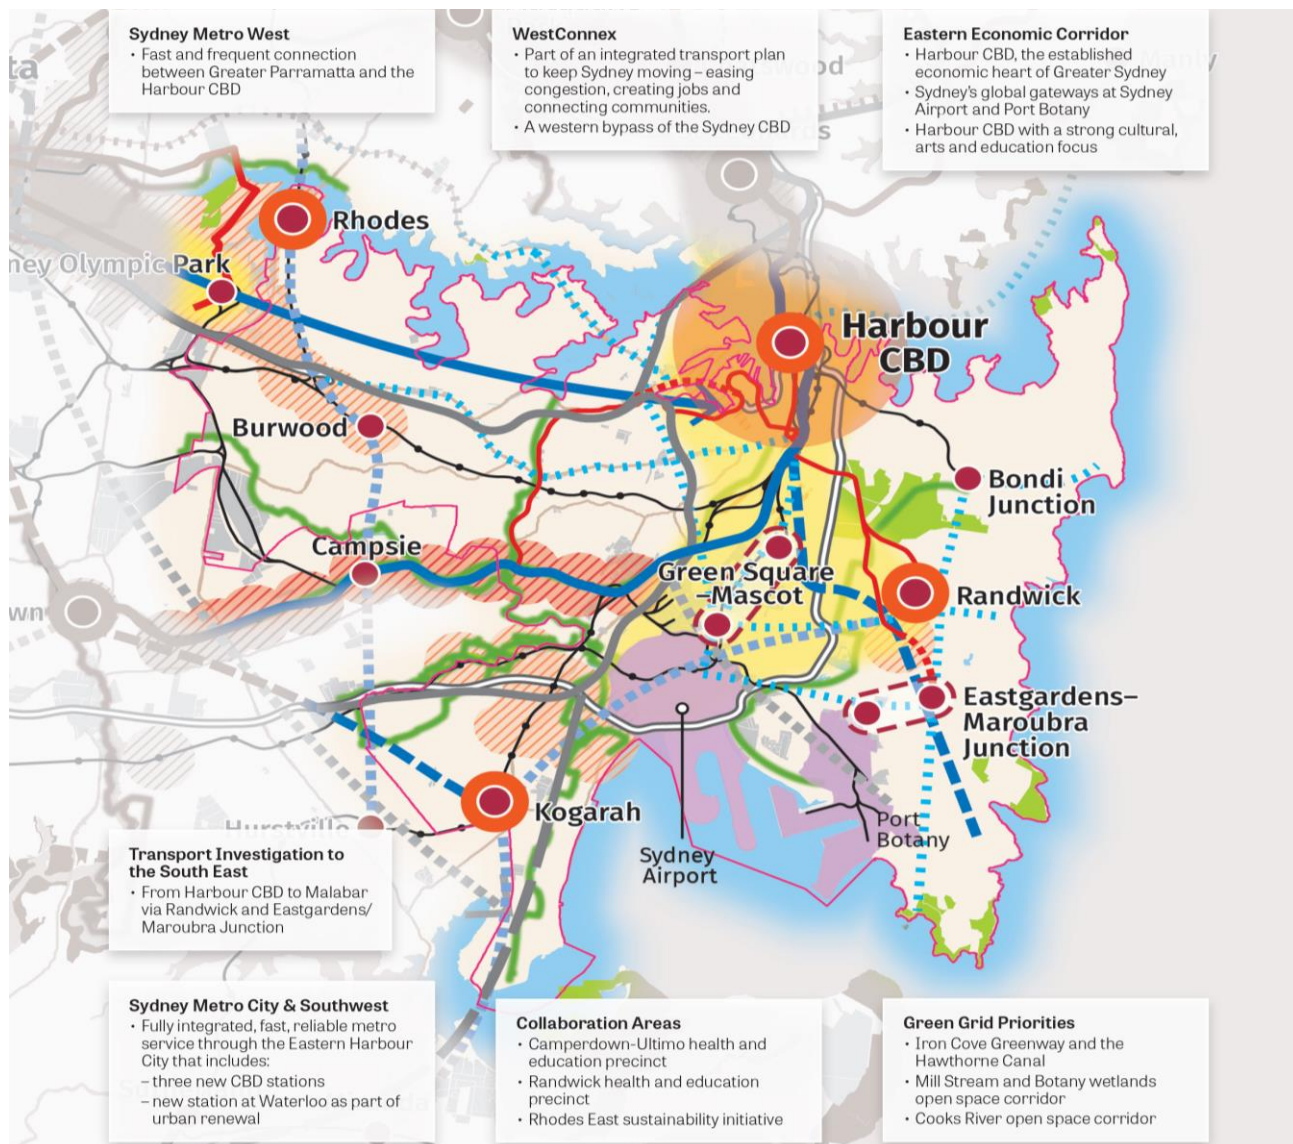 Sydney Metro West
• Fast and frequent connection
between Greater Parramatta and the
Harbour CBD
WestConnex
• Part of an integrated transport plan
to keep Sydney moving – easing
congestion, creating jobs and
connecting communities.
• A western bypass of the Sydney CBD
Eastern Economic Corridor
• Harbour CBD, the established
economic heart of Greater Sydney
• Sydney's global gateways at Sydney
Airport and Port Botany
• Harbour CBD with a strong cultural,
arts and education focus
Rhodes
ney Olympic Park
Harbour
CBD
Burwood
Bondi
Junction
Campsie
Green Square
–Mascot
Randwick
wn
Eastgardens–
Maroubra
Junction
Kogarah
Port
Botany
Sydney
Airport
Hurstville
Transport Investigation to
the South East
• From Harbour CBD to Malabar
via Randwick and Eastgardens/
Maroubra Junction
Sydney Metro City & Southwest
• Fully integrated, fast, reliable metro
service through the Eastern Harbour
City that includes:
– three new CBD stations
– new station at Waterloo as part of
urban renewal
Collaboration Areas
• Camperdown-Ultimo health and
education precinct
• Randwick health and education
precinct
• Rhodes East sustainability initiative
Green Grid Priorities
• Iron Cove Greenway and the
Hawthorne Canal
• Mill Stream and Botany wetlands
open space corridor
• Cooks River open space corridor